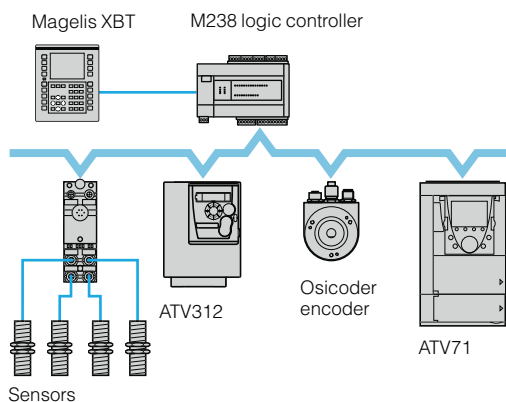 Magelis XBT
M238 logic controller
ATV312
Osicoder
encoder
ATV71
Sensors